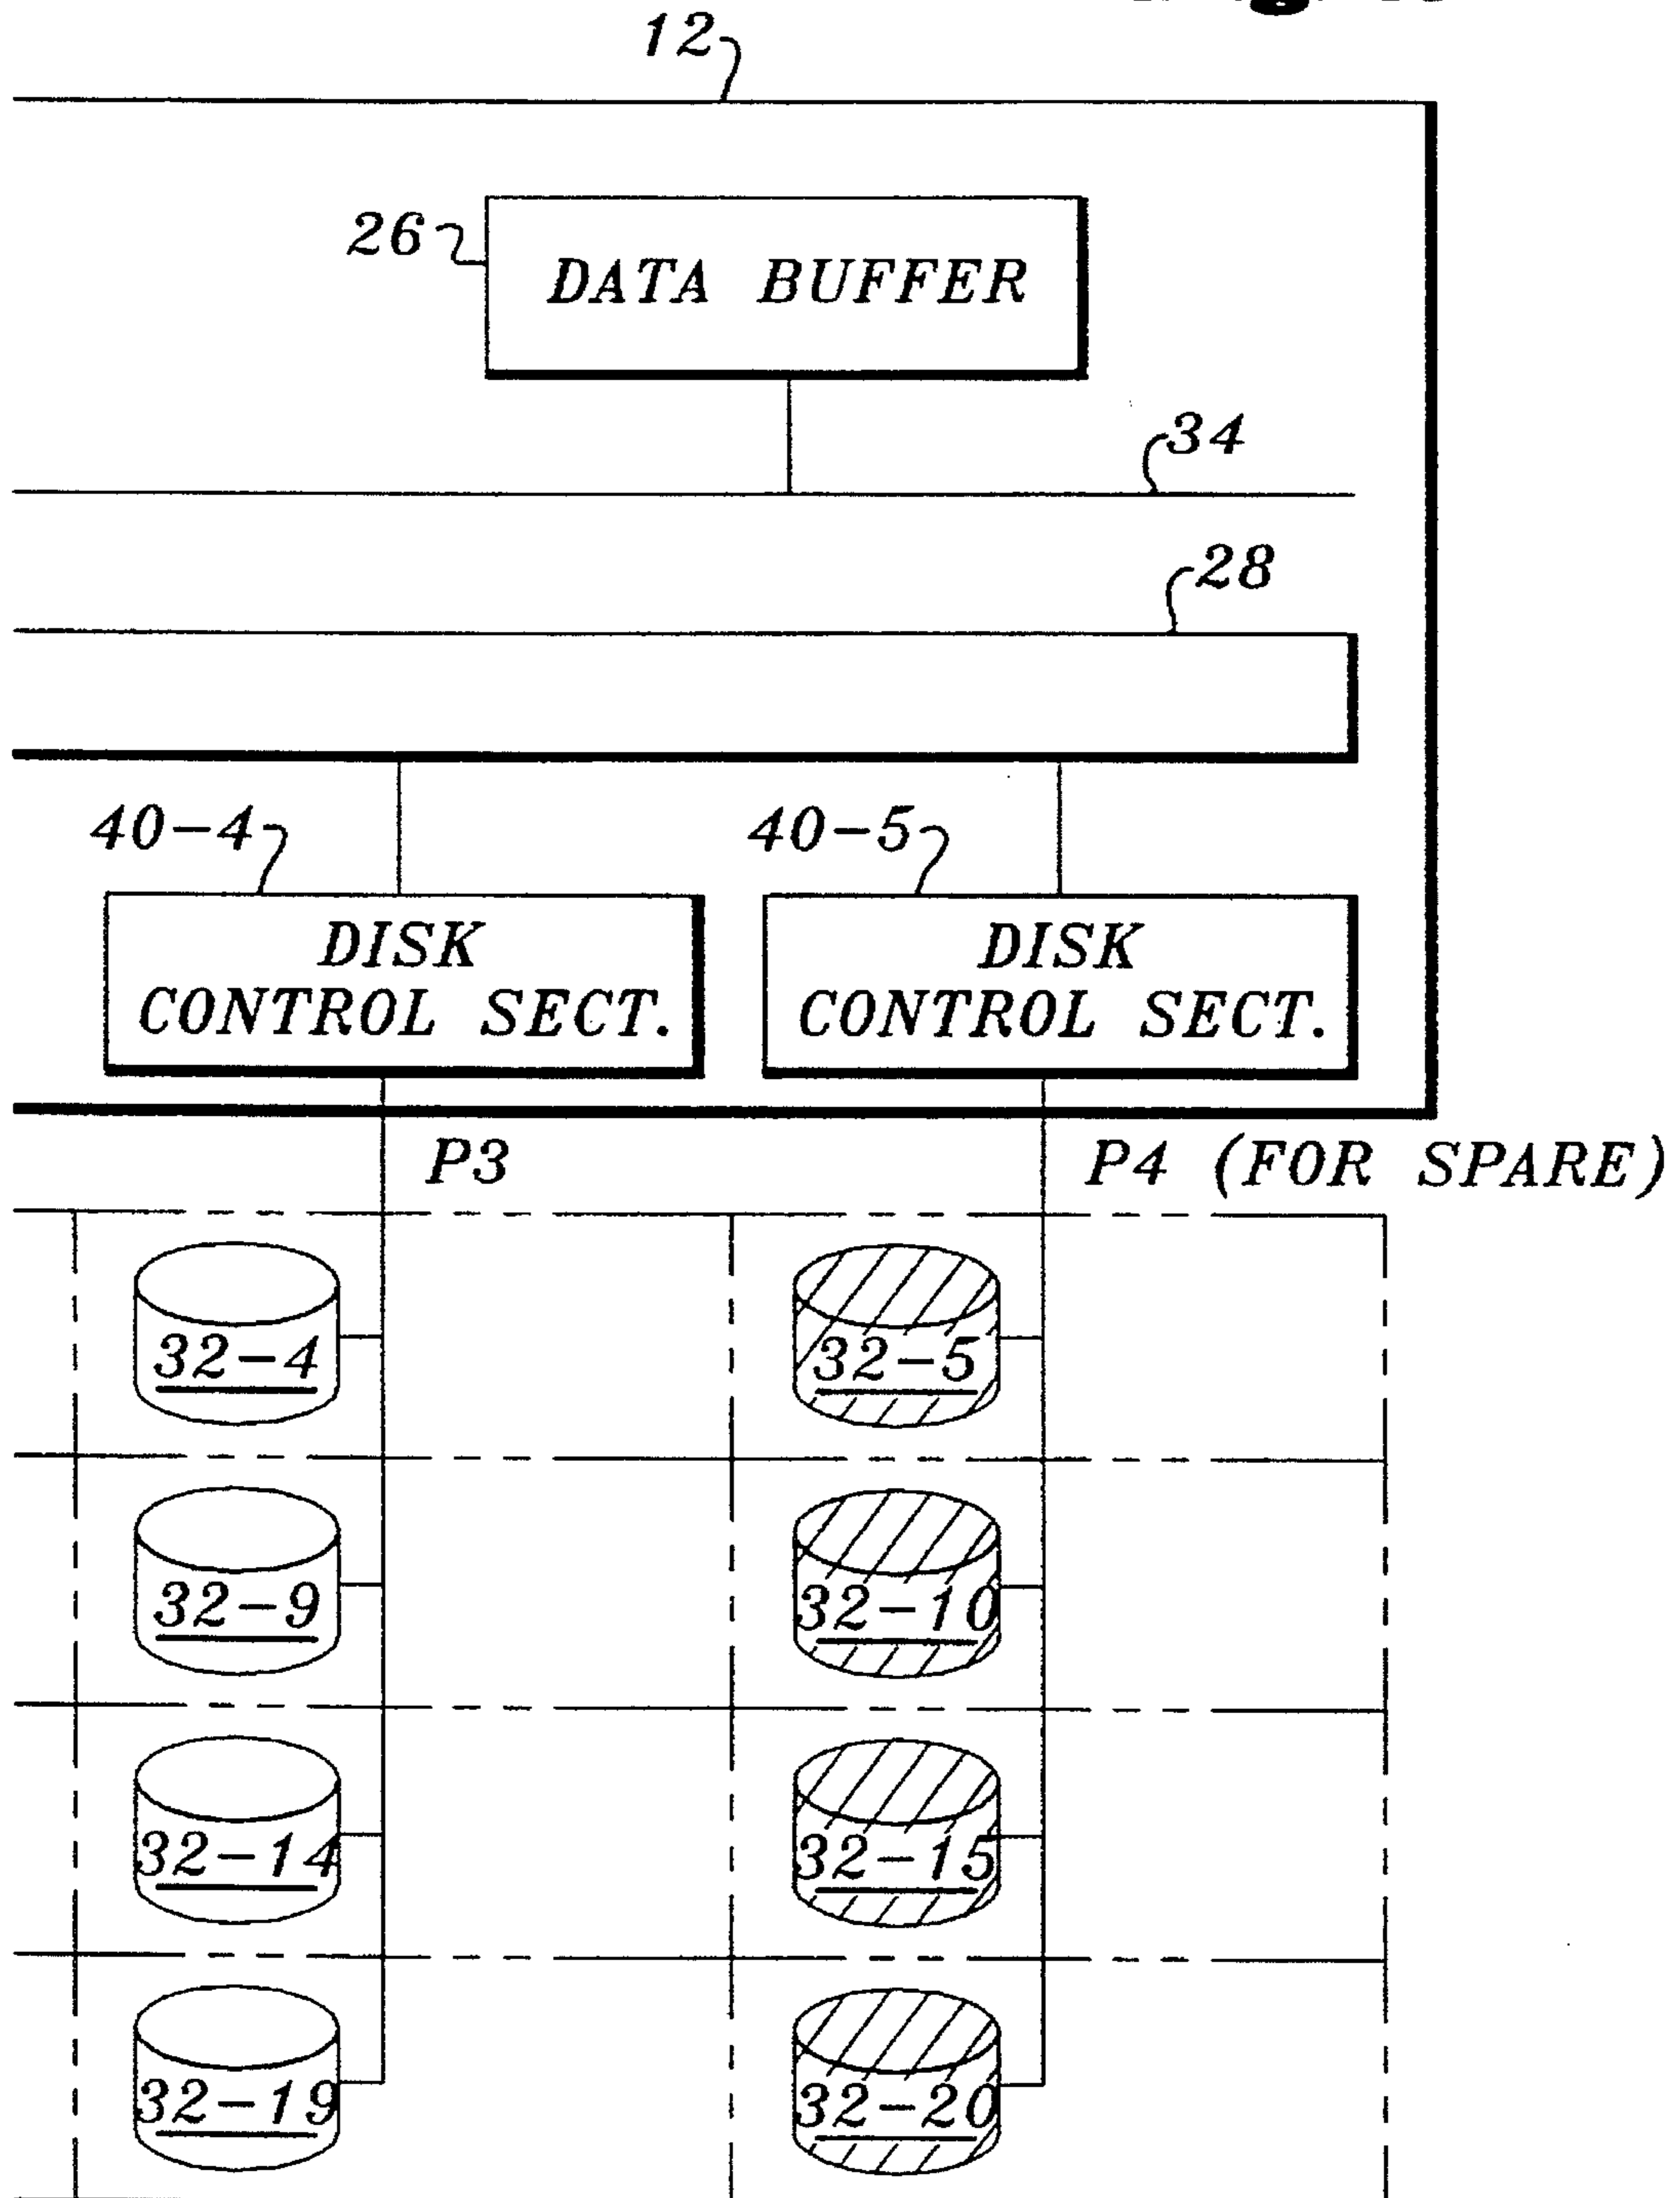 12
26
DATA BUFFER
34
28
40-4
40-5
DISK
CONTROL SECT.
DISK
CONTROL SECT.
P3
P4 (FOR SPARE)
32-4
32-5
32-9
32-10
32-14
32-15
32-19
32-20